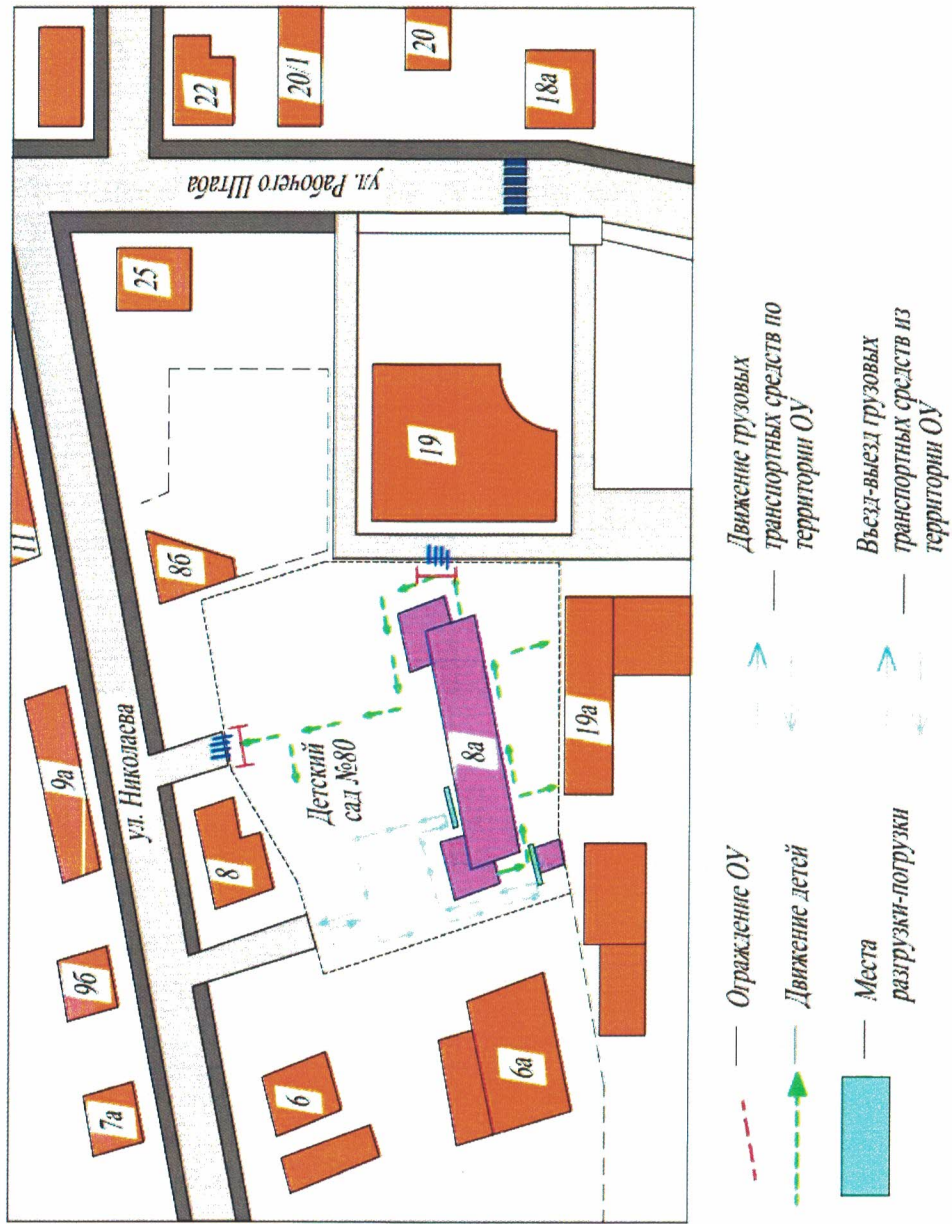 7а
9б
9а
11
ул. Николаева
6
8
8б
25
22
20/1
20
18а
ул. Рабочего Штаба
Детский
сад №80
6а
8а
19
19а
Ограждение ОУ
Движение детей
Места
разгрузки-погрузки
Движение грузовых
транспортных средств по
территории ОУ
Въезд-выезд грузовых
транспортных средств из
территории ОУ